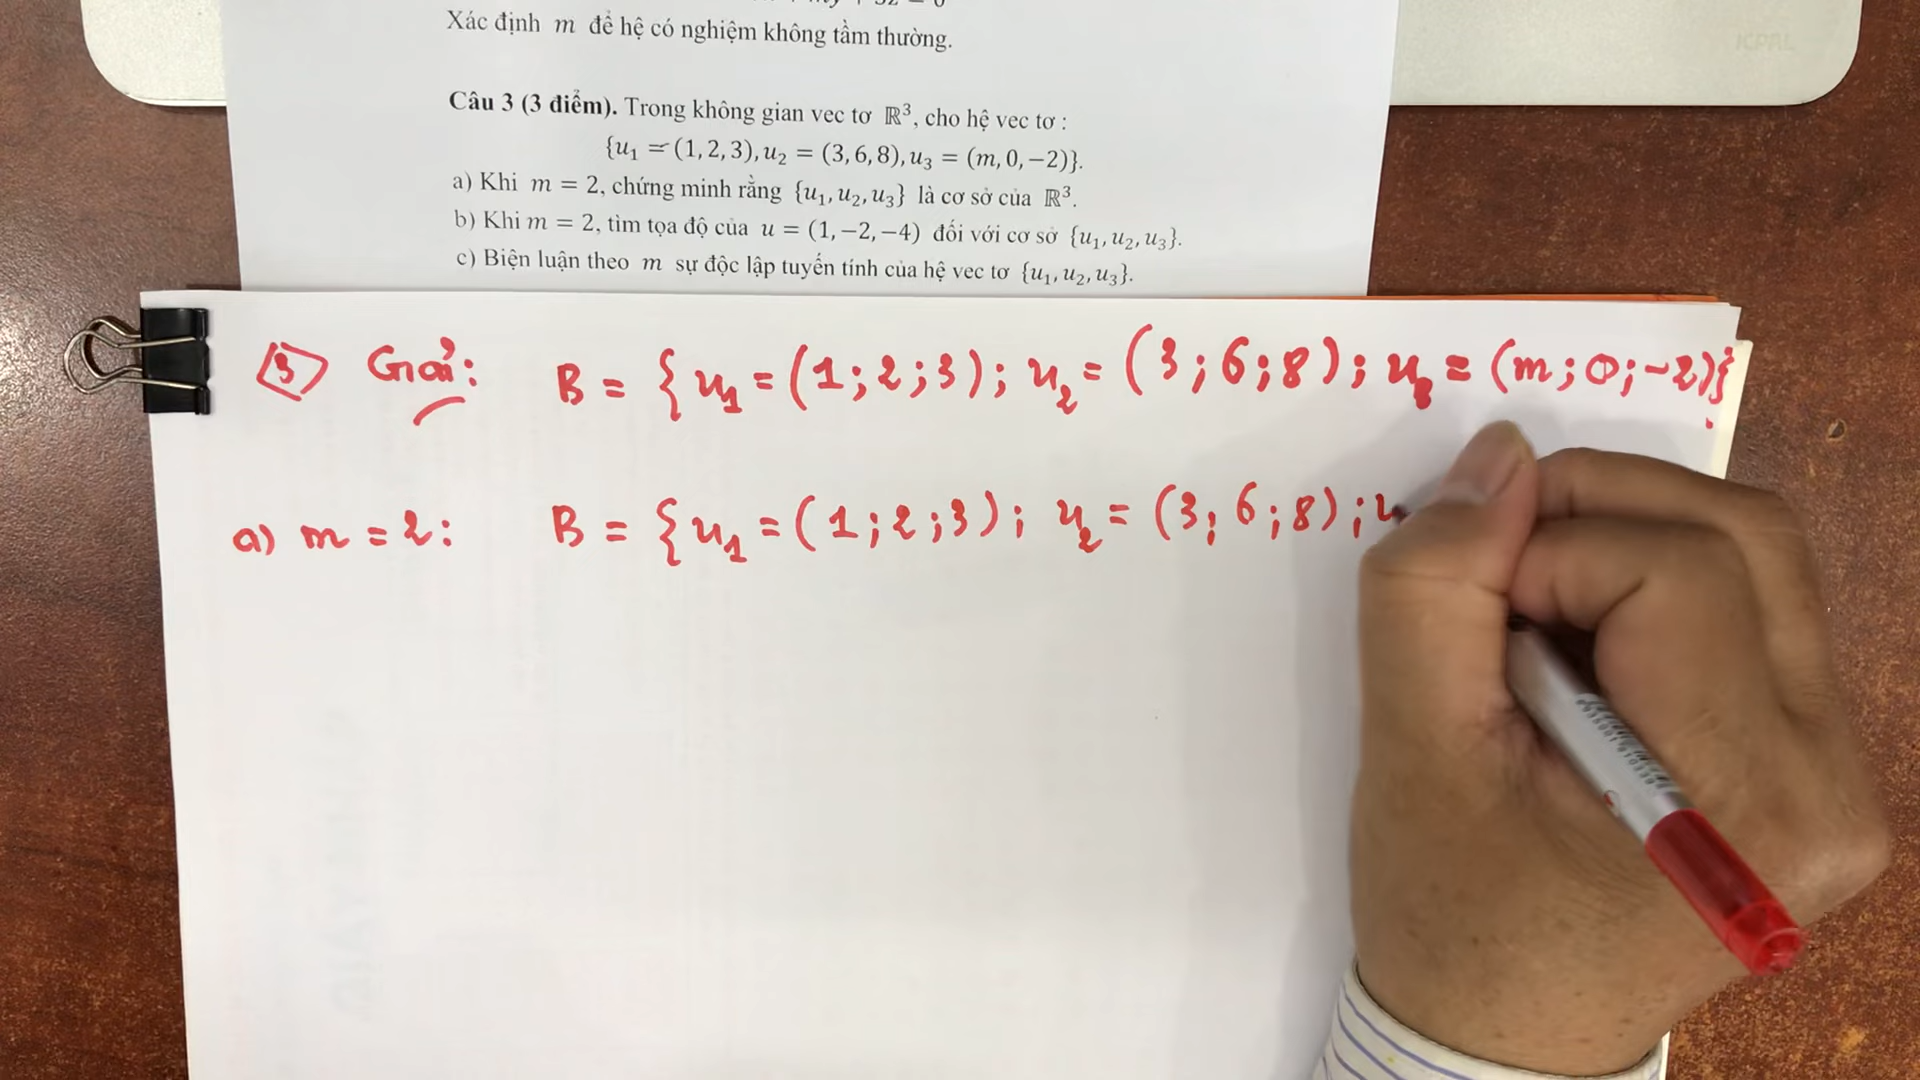 Xác định m để hệ có nghiệm không tầm thường.
Câu 3 (3 điểm). Trong không gian vec tơ ℝ³, cho hệ vec tơ :
{u₁ = (1, 2, 3), u₂ = (3, 6, 8), u₃ = (m, 0, −2)}.
a) Khi m = 2, chứng minh rằng {u₁, u₂, u₃} là cơ sở của ℝ³.
b) Khi m = 2, tìm tọa độ của u = (1, −2, −4) đối với cơ sở {u₁, u₂, u₃}.
c) Biện luận theo m sự độc lập tuyến tính của hệ vec tơ {u₁, u₂, u₃}.
3 Giải: B = { u₁ = (1 ; 2 ; 3) ; u₂ = (3 ; 6 ; 8) ; u₃ = (m ; 0 ; -2)}.
a) m = 2 : B = { u₁ = (1 ; 2 ; 3) ; u₂ = (3 ; 6 ; 8) ; u